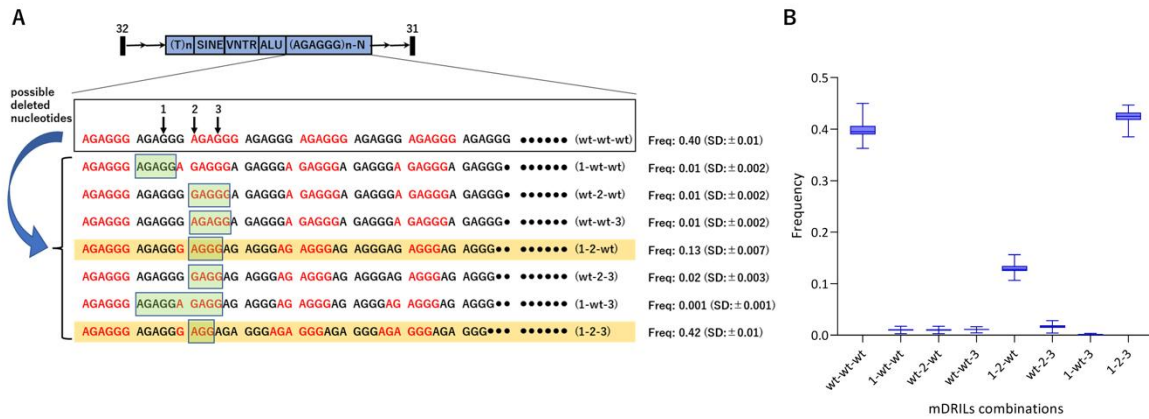 A
32
31
(T)n SINE VNTR ALU (AGAGGG)n-N
possible
deleted
nucleotides
1 2 3
AGAGGG AGAGGG AGAGGG AGAGGG AGAGGG AGAGGG AGAGGG AGAGGG •••••• (wt-wt-wt) Freq: 0.40 (SD:±0.01)
AGAGGG AGAGGA GAGGGA GAGGGA GAGGGA GAGGGA GAGGGA GAGGG• •••••• (1-wt-wt) Freq: 0.01 (SD:±0.002)
AGAGGG AGAGGG GAGGGA GAGGGA GAGGGA GAGGGA GAGGGA GAGGG• •••••• (wt-2-wt) Freq: 0.01 (SD:±0.002)
AGAGGG AGAGGG AGAGGA GAGGGA GAGGGA GAGGGA GAGGGA GAGGG• •••••• (wt-wt-3) Freq: 0.01 (SD:±0.002)
AGAGGG AGAGGG AGGGAG AGGGAG AGGGAG AGGGAG AGGGAG AGGG•• •••••• (1-2-wt) Freq: 0.13 (SD:±0.007)
AGAGGG AGAGGG GAGGAG AGGGAG AGGGAG AGGGAG AGGGAG AGGG•• •••••• (wt-2-3) Freq: 0.02 (SD:±0.003)
AGAGGG AGAGGA GAGGAG AGGGAG AGGGAG AGGGAG AGGGAG AGGG•• •••••• (1-wt-3) Freq: 0.001 (SD:±0.001)
AGAGGG AGAGGG AGGAGA GGGAGA GGGAGA GGGAGA GGGAGA GGG••• •••••• (1-2-3) Freq: 0.42 (SD:±0.01)
B
Frequency
0.5
0.4
0.3
0.2
0.1
0.0
wt-wt-wt
1-wt-wt
wt-2-wt
wt-wt-3
1-2-wt
wt-2-3
1-wt-3
1-2-3
mDRILs combinations